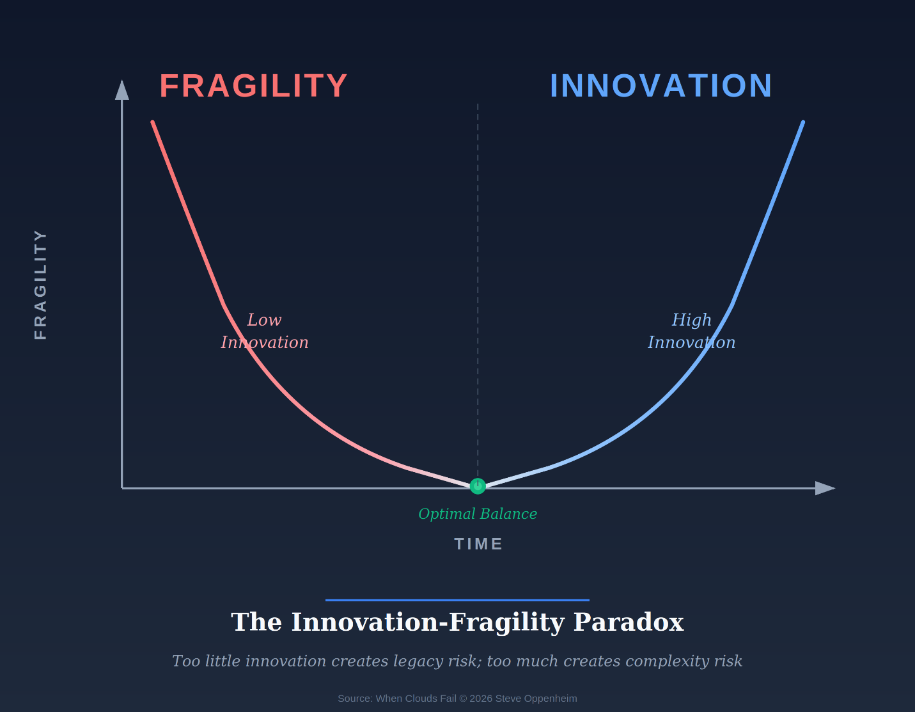 FRAGILITY
INNOVATION
FRAGILITY
Low
Innovation
High
Innovation
Optimal Balance
TIME
The Innovation-Fragility Paradox
Too little innovation creates legacy risk; too much creates complexity risk
Source: When Clouds Fail © 2026 Steve Oppenheim